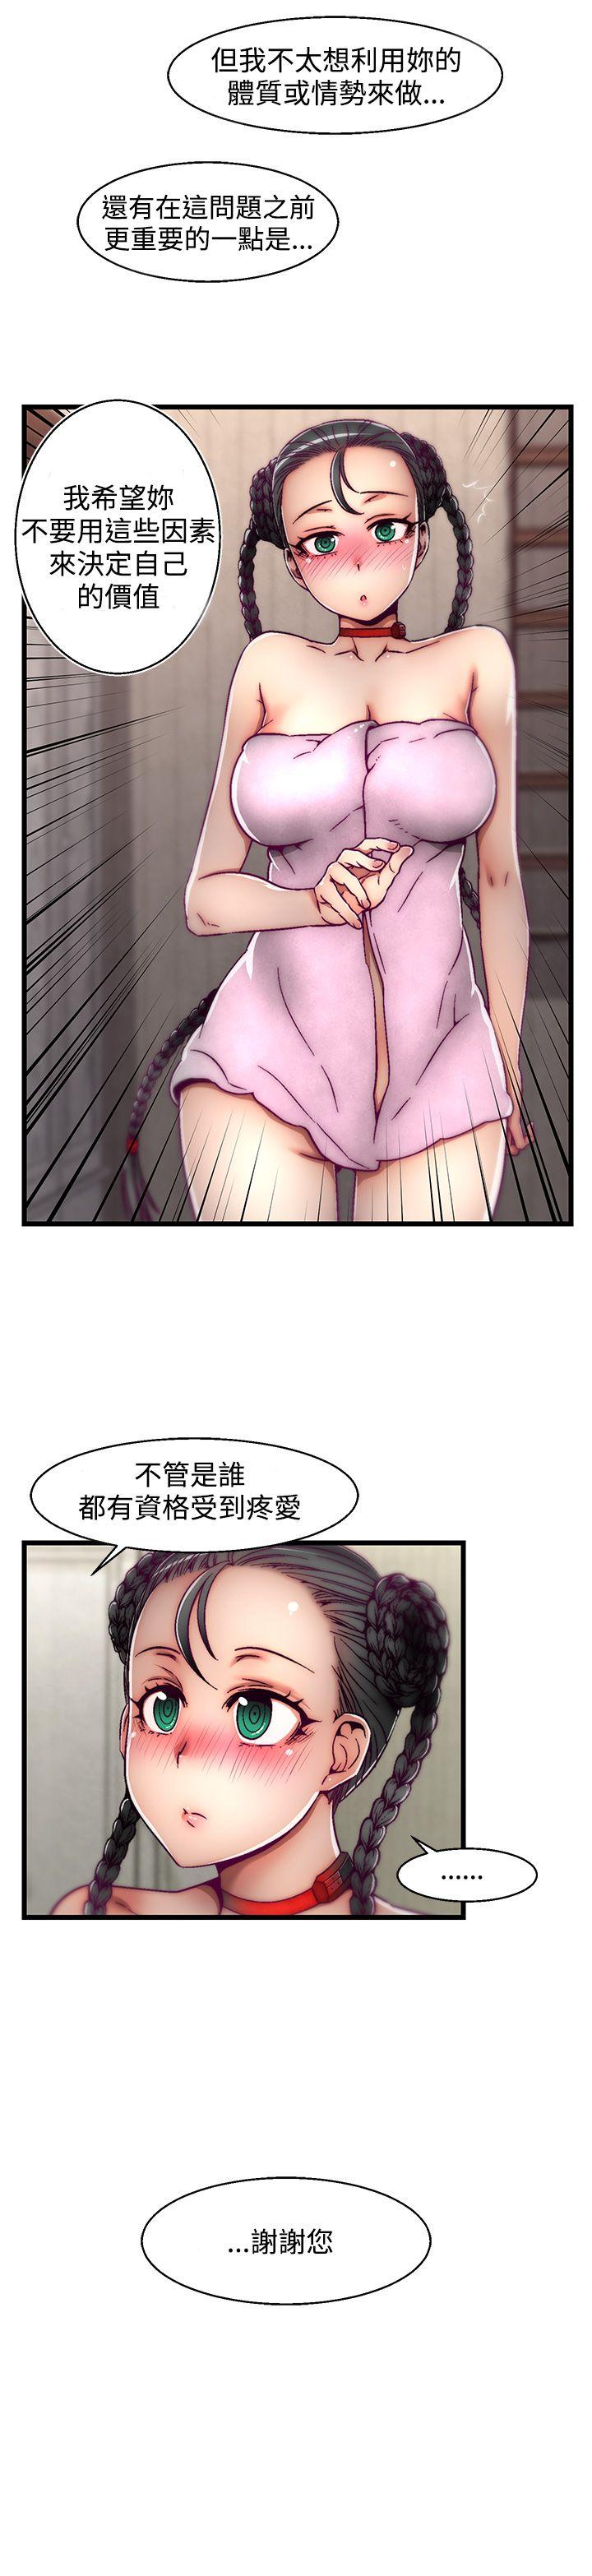 但我不太想利用妳的
體質或情勢來做...
還有在這問題之前
更重要的一點是...
我希望妳
不要用這些因素
來決定自己
的價值
不管是誰
都有資格受到疼愛
......
...謝謝您